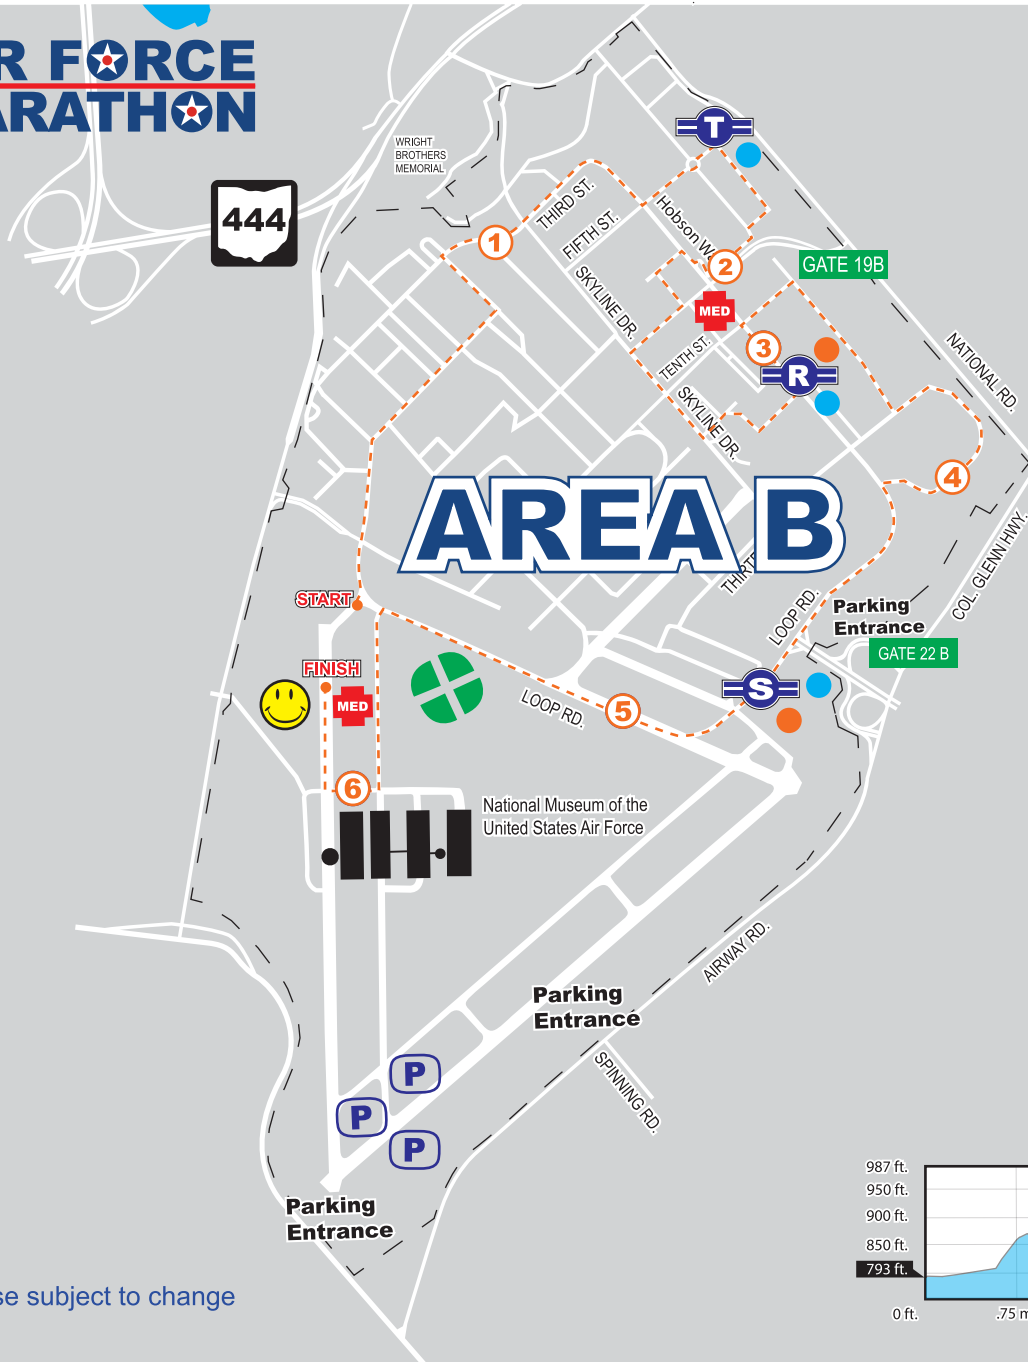 R FORCE
ARATHON
444
WRIGHT
BROTHERS
MEMORIAL
T
THIRD ST.
FIFTH ST.
Hobson
1
2
GATE 19B
SKYLINE DR.
MED
3
TENTH ST.
R
NATIONAL RD.
SKYLINE DR.
4
AREA B
COL. GLENN HWY.
START
LOOP RD.
Parking
Entrance
GATE 22 B
FINISH
MED
S
LOOP RD.
5
6
National Museum of the
United States Air Force
AIRWAY RD.
Parking
Entrance
SPINNING RD.
P
P
P
Parking
Entrance
987 ft.
950 ft.
900 ft.
850 ft.
793 ft.
0 ft.
.75 m
se subject to change